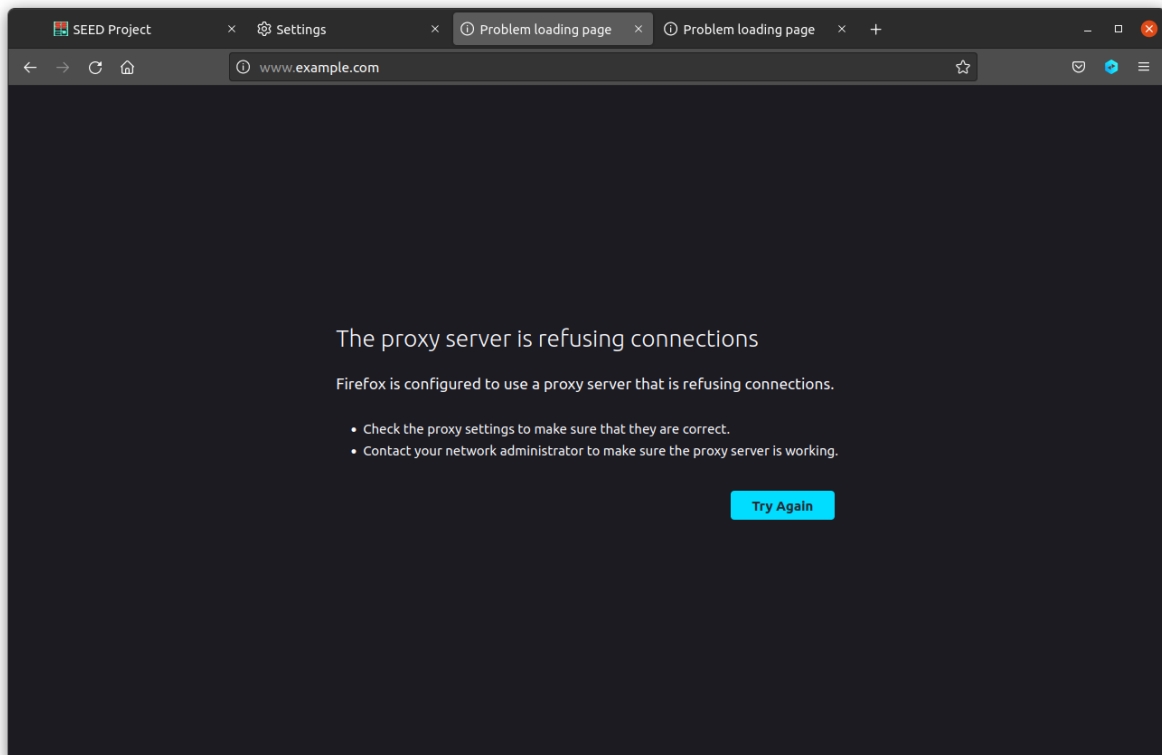 SEED Project
Settings
Problem loading page
Problem loading page
www.example.com
The proxy server is refusing connections
Firefox is configured to use a proxy server that is refusing connections.
• Check the proxy settings to make sure that they are correct.
• Contact your network administrator to make sure the proxy server is working.
Try Again